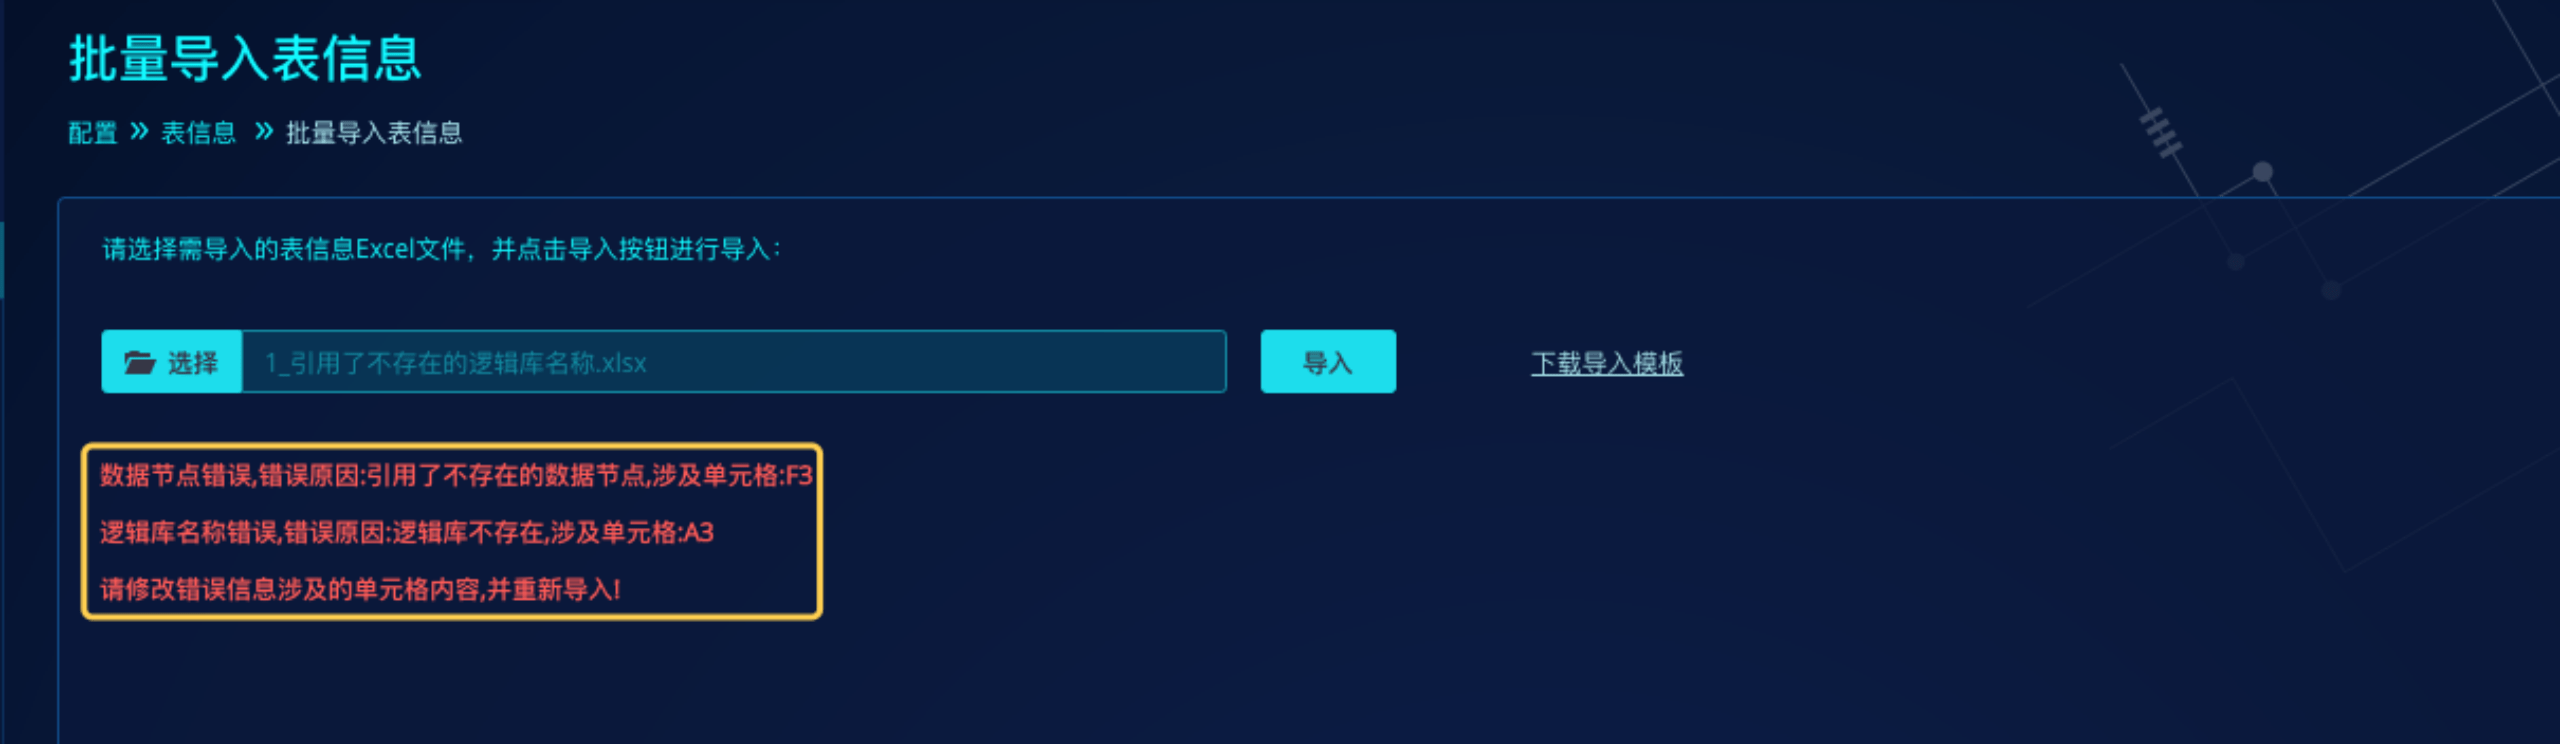 批量导入表信息
配置 » 表信息 » 批量导入表信息
请选择需导入的表信息Excel文件，并点击导入按钮进行导入：
选择 1_引用了不存在的逻辑库名称.xlsx 导入 下载导入模板
数据节点错误,错误原因:引用了不存在的数据节点,涉及单元格:F3
逻辑库名称错误,错误原因:逻辑库不存在,涉及单元格:A3
请修改错误信息涉及的单元格内容,并重新导入!